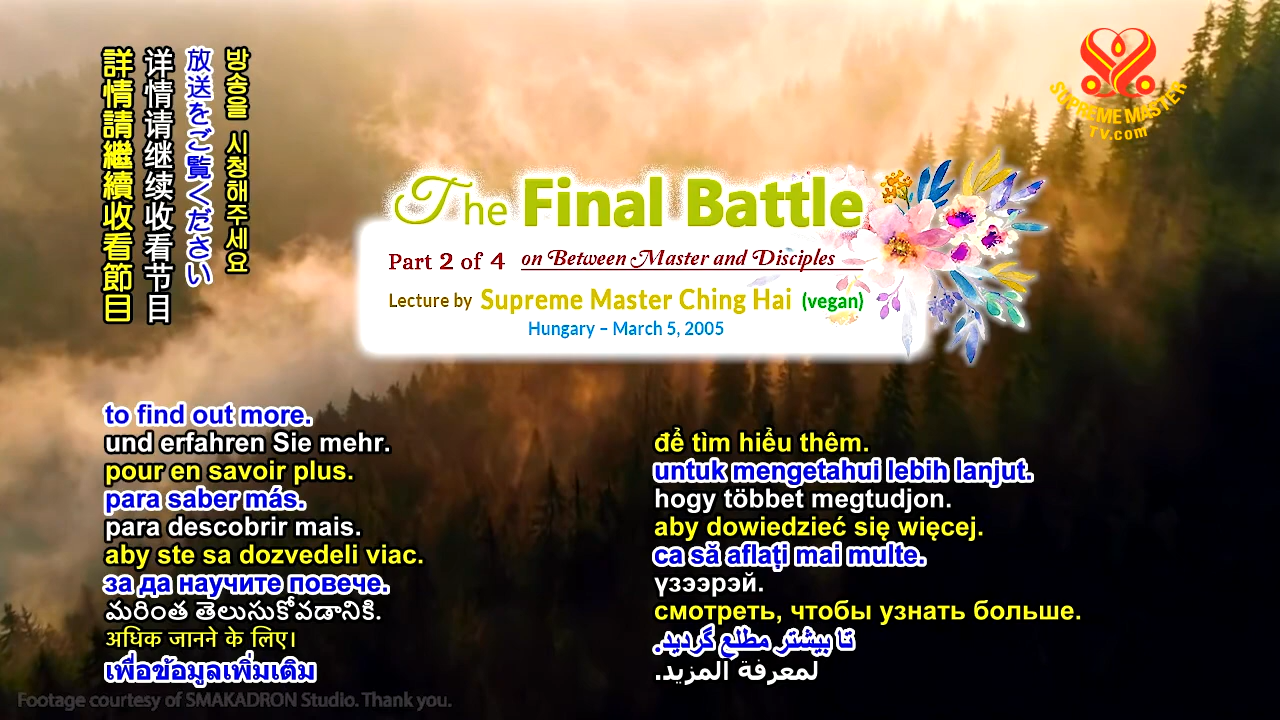 詳情請繼續收看節目
详情请继续收看节目
放送をご覧ください
방송을 시청해주세요
SUPREME MASTER
TV.com
The Final Battle
Part 2 of 4 on Between Master and Disciples
Lecture by Supreme Master Ching Hai (vegan)
Hungary – March 5, 2005
to find out more.
und erfahren Sie mehr.
pour en savoir plus.
para saber más.
para descobrir mais.
aby ste sa dozvedeli viac.
за да научите повече.
మరింత తెలుసుకోవడానికి.
अधिक जानने के लिए।
เพื่อข้อมูลเพิ่มเติม
để tìm hiểu thêm.
untuk mengetahui lebih lanjut.
hogy többet megtudjon.
aby dowiedzieć się więcej.
ca să aflați mai multe.
үзээрэй.
смотреть, чтобы узнать больше.
تا بیشتر مطلع گردید.
لمعرفة المزيد.
Footage courtesy of SMAKADRON Studio. Thank you.